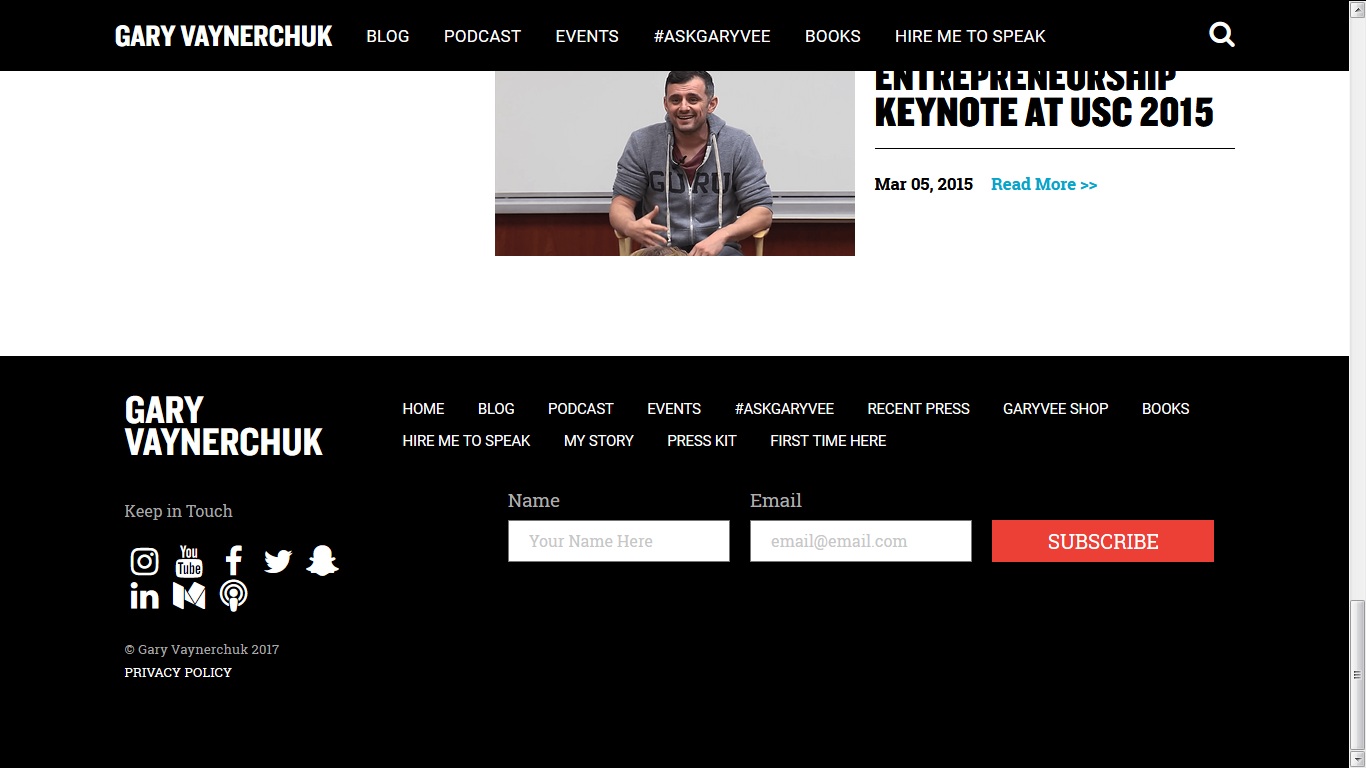 GARY VAYNERCHUK BLOG PODCAST EVENTS #ASKGARYVEE BOOKS HIRE ME TO SPEAK
ENTREPRENEURSHIP
KEYNOTE AT USC 2015
GURU
Mar 05, 2015 Read More >>
GARY
VAYNERCHUK
HOME BLOG PODCAST EVENTS #ASKGARYVEE RECENT PRESS GARYVEE SHOP BOOKS
HIRE ME TO SPEAK MY STORY PRESS KIT FIRST TIME HERE
Keep in Touch
Name Email
Your Name Here email@email.com SUBSCRIBE
You
Tube
in
© Gary Vaynerchuk 2017
PRIVACY POLICY